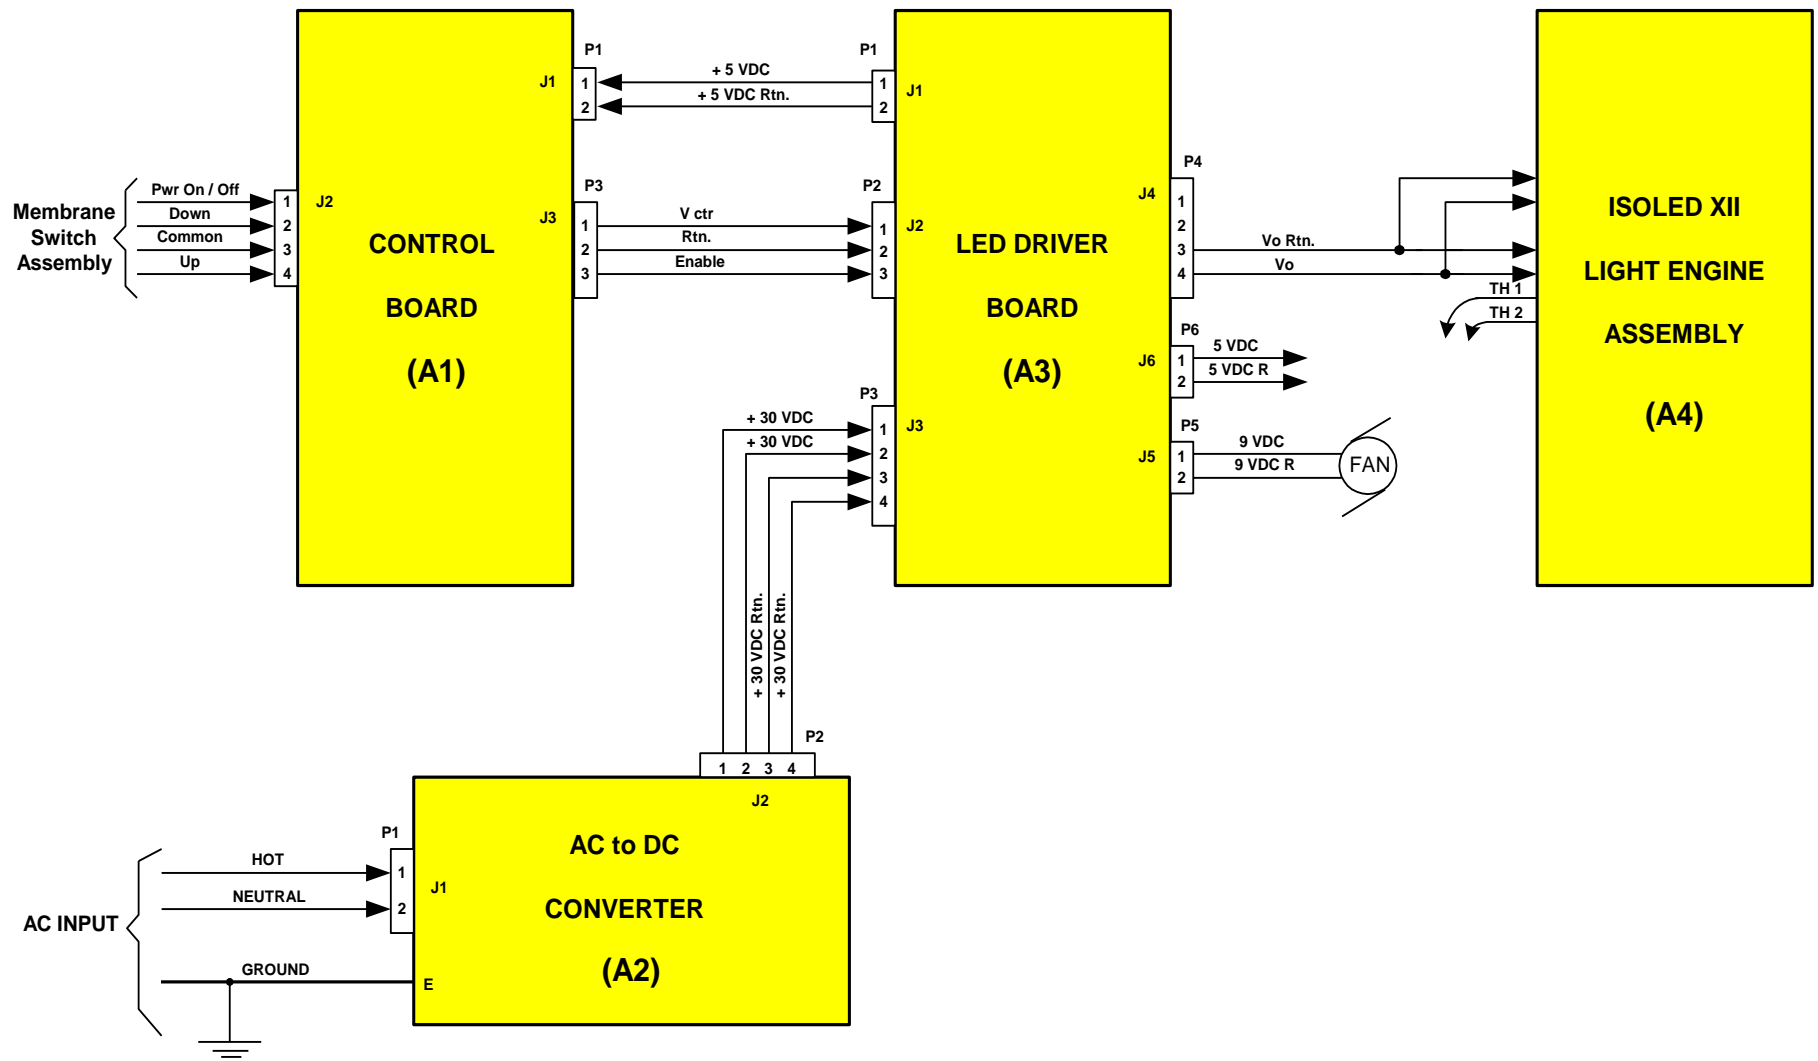 Membrane
Switch
Assembly
Pwr On / Off
Down
Common
Up
1
2
3
4
J2
CONTROL
BOARD
(A1)
J1
P1
1
2
J3
P3
1
2
3
+ 5 VDC
+ 5 VDC Rtn.
V ctr
Rtn.
Enable
P1
1
2
J1
P2
1
2
3
J2
P3
1
2
3
4
J3
+ 30 VDC
+ 30 VDC
+ 30 VDC Rtn.
+ 30 VDC Rtn.
LED DRIVER
BOARD
(A3)
P4
J4
1
2
3
4
Vo Rtn.
Vo
P6
J6
1
2
5 VDC
5 VDC R
P5
J5
1
2
9 VDC
9 VDC R
FAN
TH 1
TH 2
ISOLED XII
LIGHT ENGINE
ASSEMBLY
(A4)
P2
1 2 3 4
J2
AC to DC
CONVERTER
(A2)
P1
1
2
J1
E
AC INPUT
HOT
NEUTRAL
GROUND